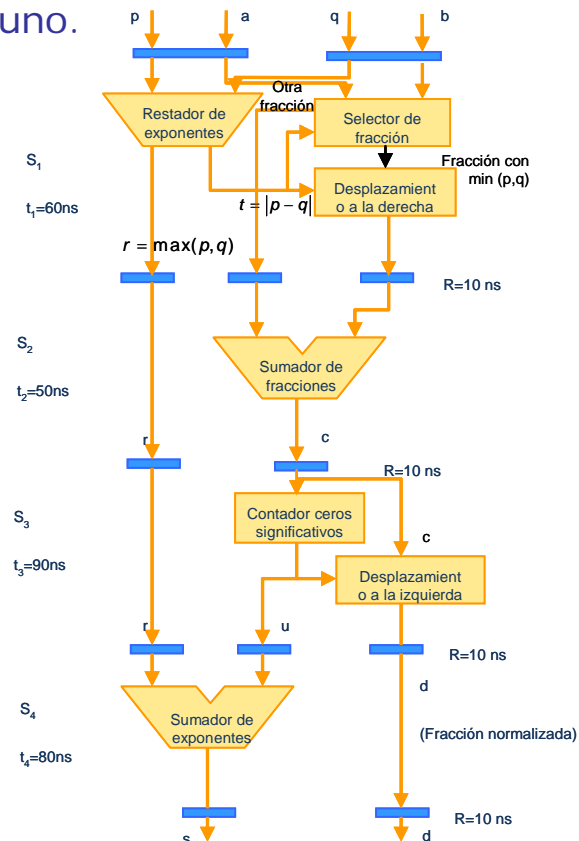 uno.
p
a
q
b
Otra
fracción
Restador de
exponentes
Selector de
fracción
S₁
Fracción con
min (p,q)
Desplazamient
o a la derecha
t₁=60ns
t = |p − q|
r = max(p, q)
R=10 ns
S₂
Sumador de
fracciones
t₂=50ns
r
c
R=10 ns
Contador ceros
significativos
S₃
c
t₃=90ns
Desplazamient
o a la izquierda
r
u
R=10 ns
d
S₄
Sumador de
exponentes
(Fracción normalizada)
t₄=80ns
R=10 ns
s
d